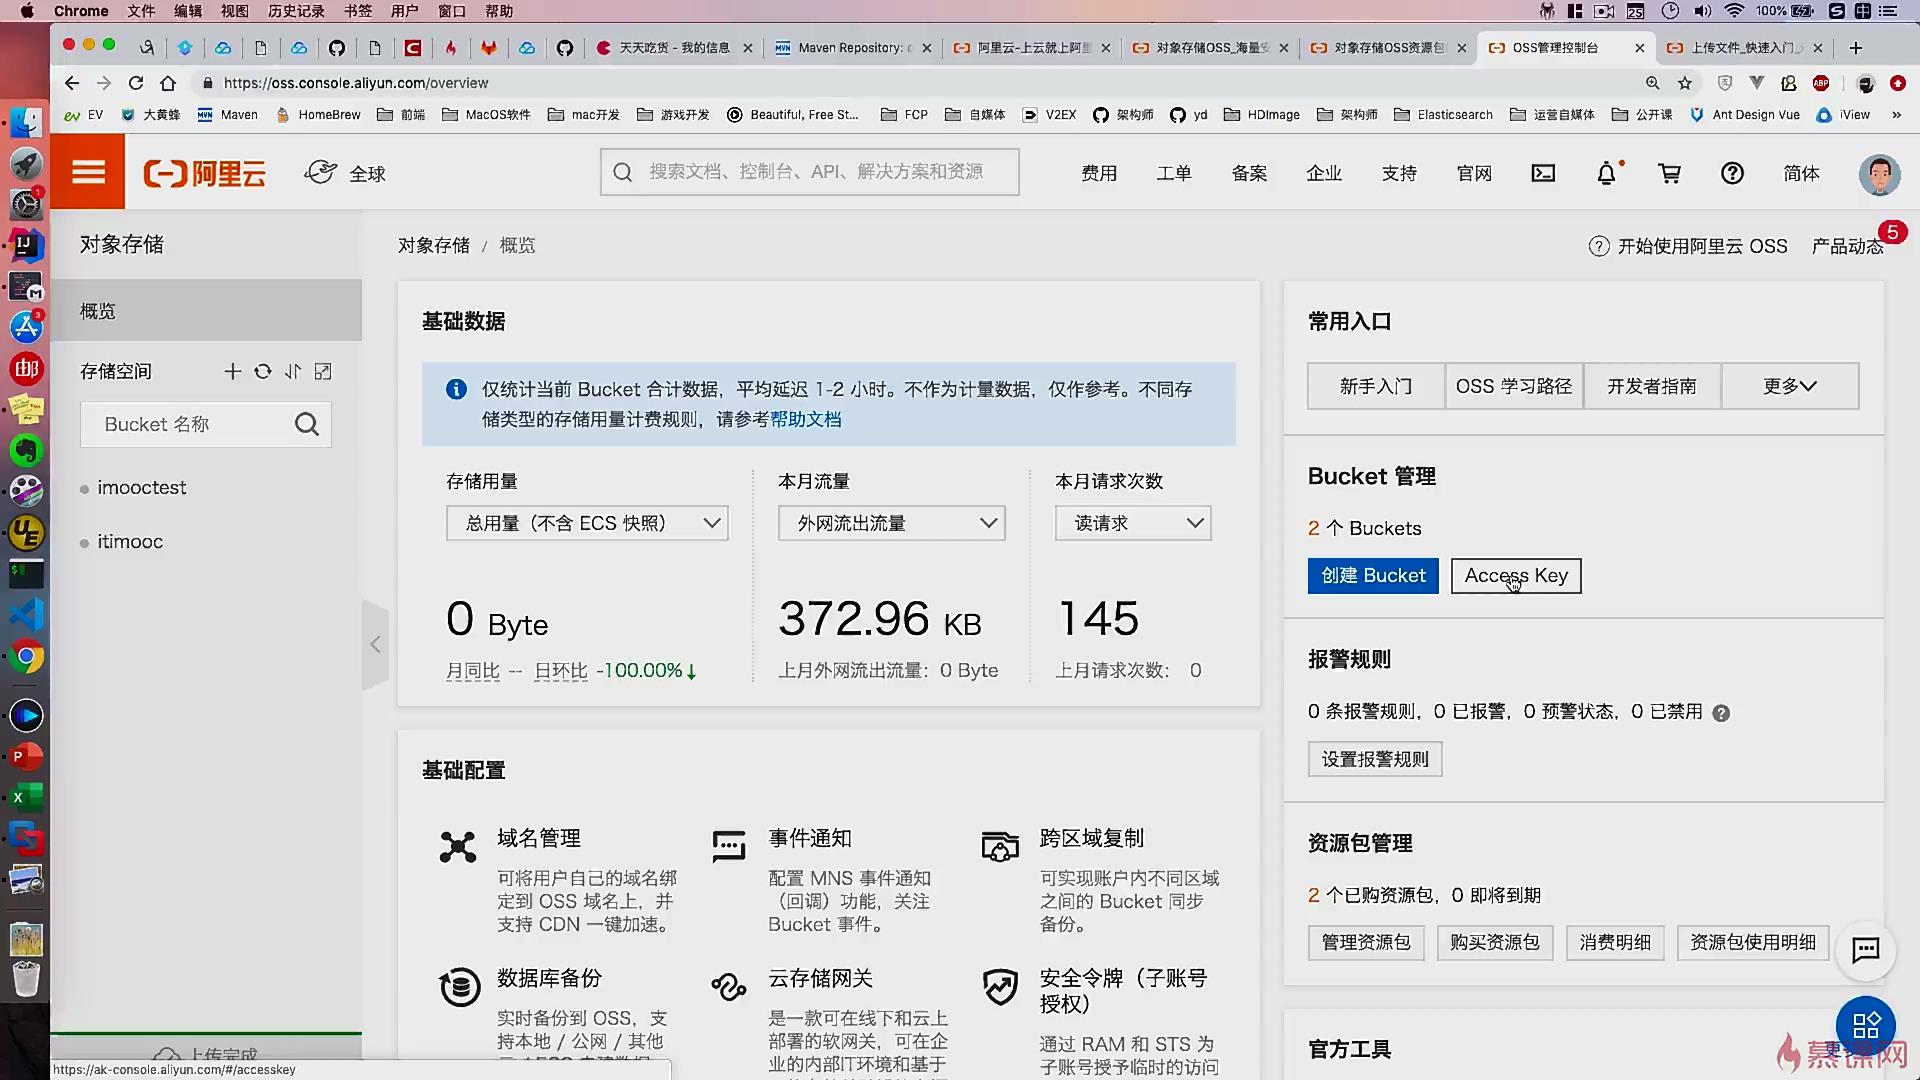 Chrome 文件 编辑 视图 历史记录 书签 用户 窗口 帮助
25 100%
天天吃货 - 我的信息
Maven Repository: c
阿里云-上云就上阿里
对象存储OSS_海量安
对象存储OSS资源包
OSS管理控制台
上传文件_快速入门_
https://oss.console.aliyun.com/overview
EV 大黄蜂 Maven HomeBrew 前端 MacOS软件 mac开发 游戏开发 Beautiful, Free St... FCP 自媒体 V2EX 架构师 yd HDImage 架构师 Elasticsearch 运营自媒体 公开课 Ant Design Vue iView »
阿里云 全球 搜索文档、控制台、API、解决方案和资源 费用 工单 备案 企业 支持 官网 简体
对象存储
对象存储 / 概览
开始使用阿里云 OSS 产品动态 5
概览
存储空间
Bucket 名称
imooctest
itimooc
基础数据
仅统计当前 Bucket 合计数据，平均延迟 1-2 小时。不作为计量数据，仅作参考。不同存
储类型的存储用量计费规则，请参考帮助文档
存储用量 本月流量 本月请求次数
总用量（不含 ECS 快照） 外网流出流量 读请求
0 Byte 372.96 KB 145
月同比 -- 日环比 -100.00%↓ 上月外网流出流量：0 Byte 上月请求次数： 0
基础配置
域名管理
可将用户自己的域名绑
定到 OSS 域名上，并
支持 CDN 一键加速。
事件通知
配置 MNS 事件通知
（回调）功能，关注
Bucket 事件。
跨区域复制
可实现账户内不同区域
之间的 Bucket 同步
备份。
数据库备份
实时备份到 OSS，支
持本地 / 公网 / 其他
云存储网关
是一款可在线下和云上
部署的软网关，可在企
业的内部IT环境和基于
安全令牌（子账号
授权）
通过 RAM 和 STS 为
子账号授予临时的访问
常用入口
新手入门 OSS 学习路径 开发者指南 更多
Bucket 管理
2 个 Buckets
创建 Bucket Access Key
报警规则
0 条报警规则，0 已报警，0 预警状态，0 已禁用
设置报警规则
资源包管理
2 个已购资源包，0 即将到期
管理资源包 购买资源包 消费明细 资源包使用明细
官方工具
上传完成
https://ak-console.aliyun.com/#/accesskey
慕课网